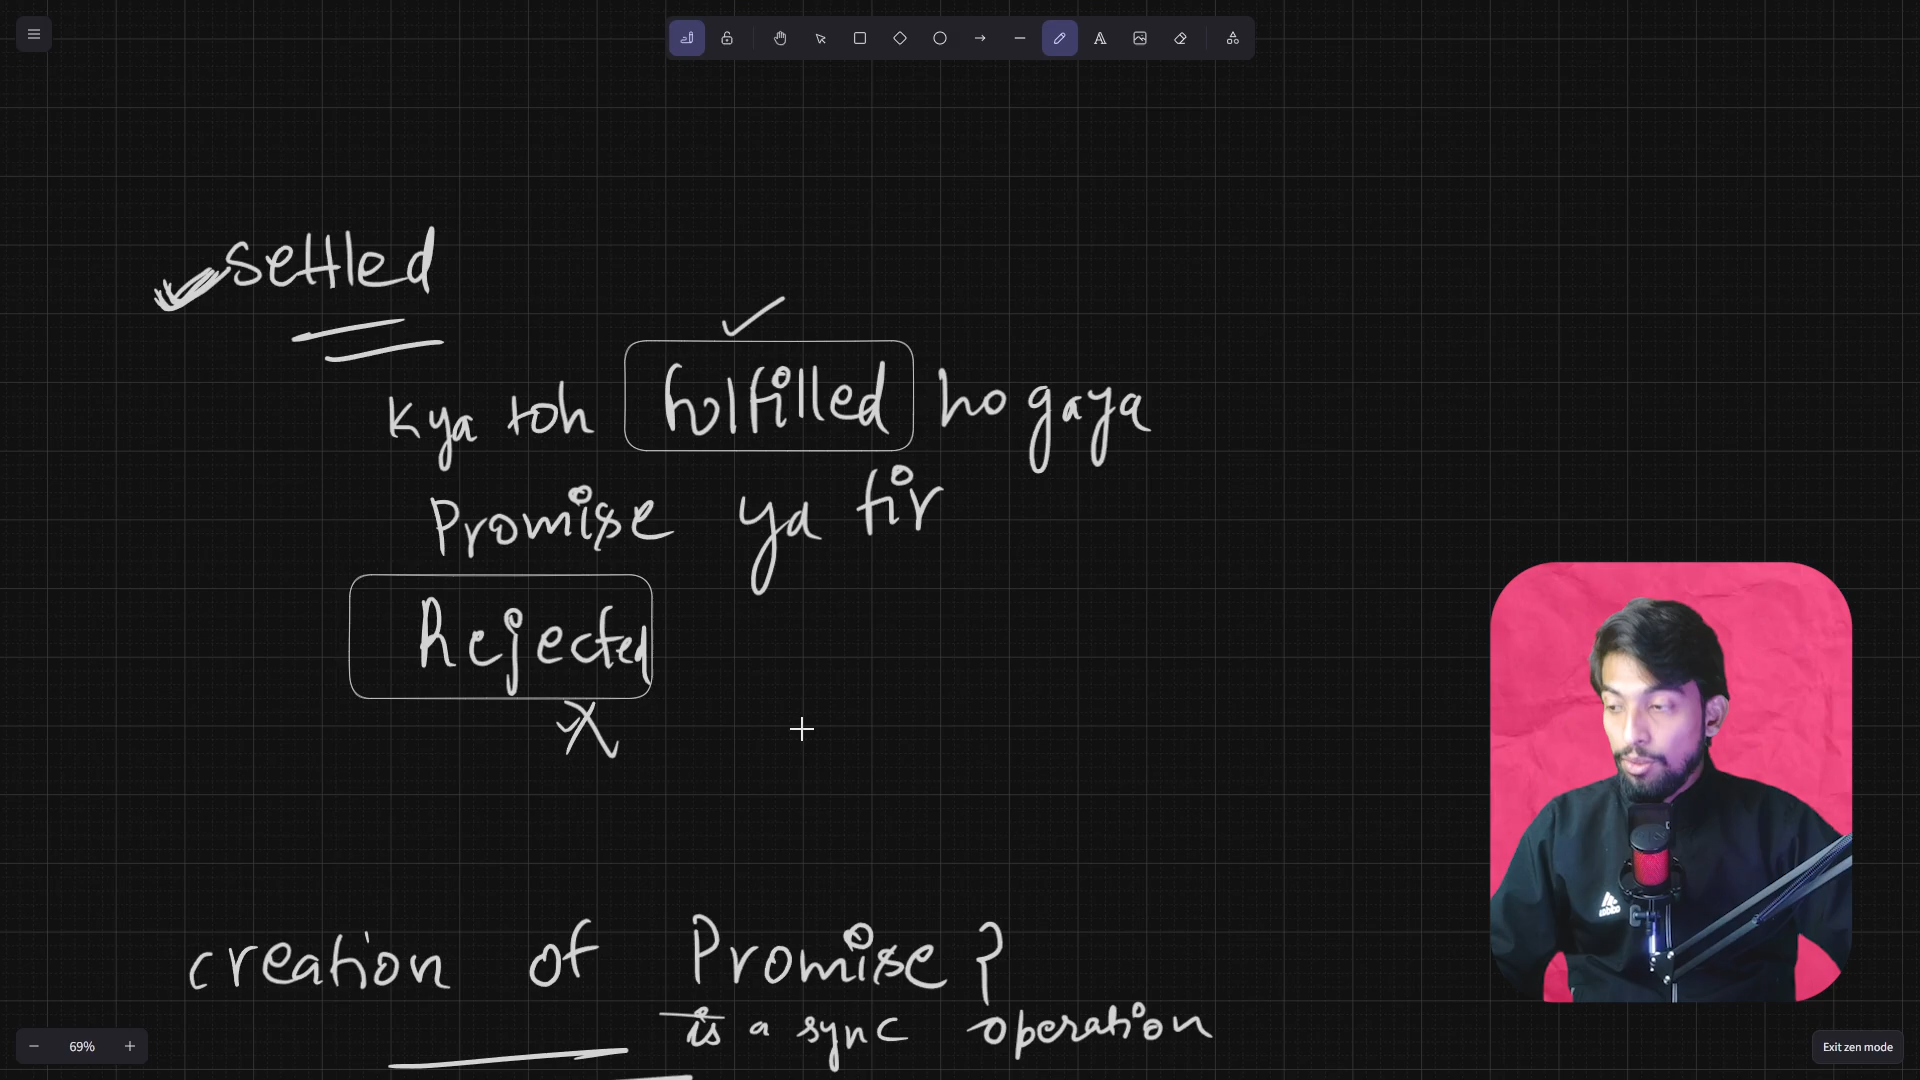 settled
Kya toh fulfilled ho gaya
Promise ya fir
Rejected
creation of Promise?
is a sync operation
69%
Exit zen mode